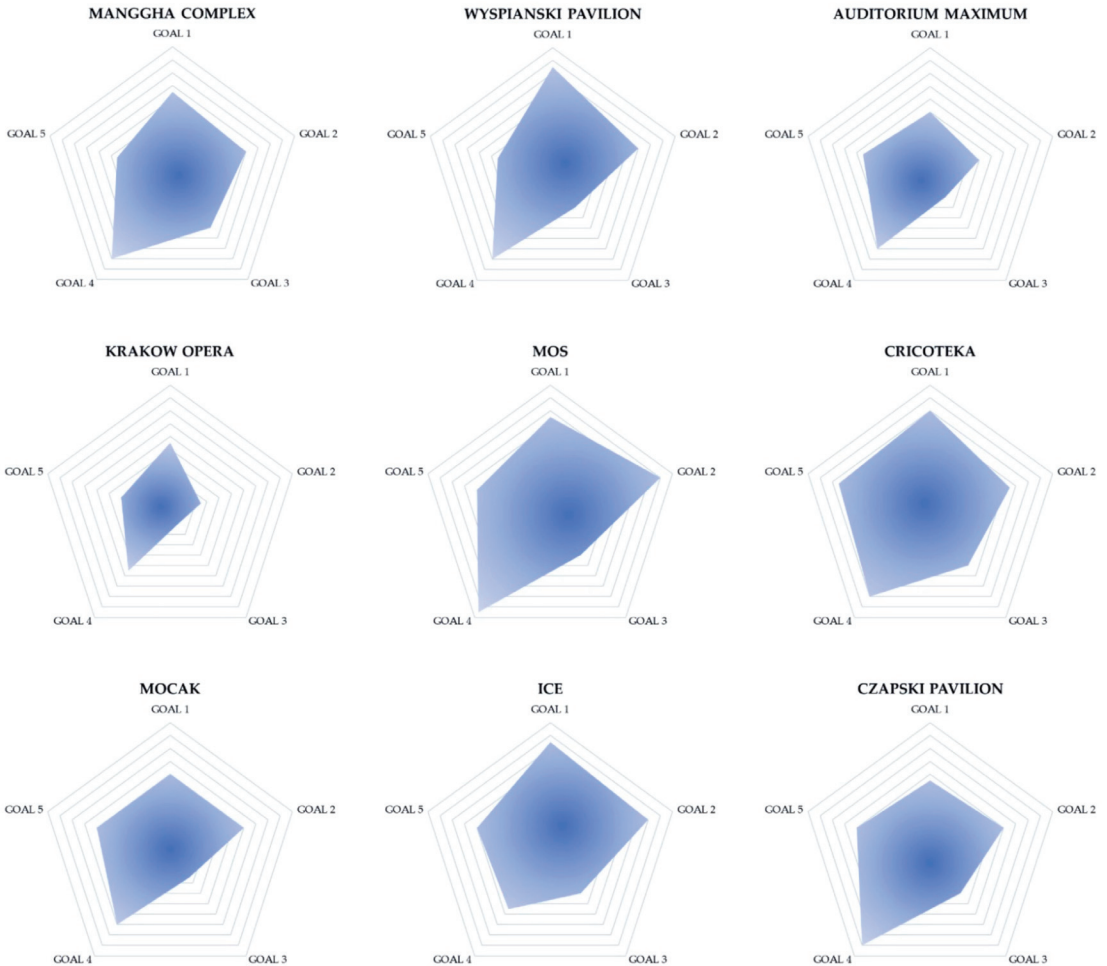 MANGGHA COMPLEX
GOAL 1
GOAL 2
GOAL 3
GOAL 4
GOAL 5
WYSPIANSKI PAVILION
GOAL 1
GOAL 2
GOAL 3
GOAL 4
GOAL 5
AUDITORIUM MAXIMUM
GOAL 1
GOAL 2
GOAL 3
GOAL 4
GOAL 5
KRAKOW OPERA
GOAL 1
GOAL 2
GOAL 3
GOAL 4
GOAL 5
MOS
GOAL 1
GOAL 2
GOAL 3
GOAL 4
GOAL 5
CRICOTEKA
GOAL 1
GOAL 2
GOAL 3
GOAL 4
GOAL 5
MOCAK
GOAL 1
GOAL 2
GOAL 3
GOAL 4
GOAL 5
ICE
GOAL 1
GOAL 2
GOAL 3
GOAL 4
GOAL 5
CZAPSKI PAVILION
GOAL 1
GOAL 2
GOAL 3
GOAL 4
GOAL 5